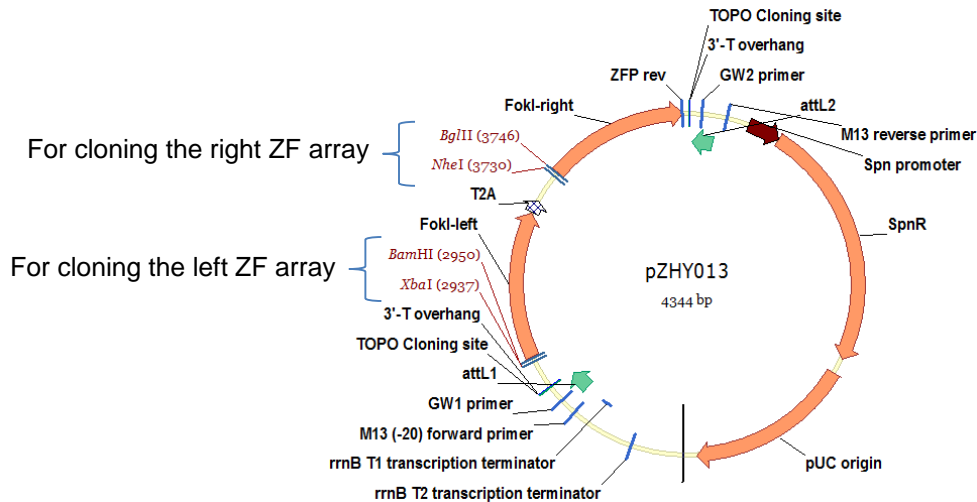 TOPO Cloning site
3'-T overhang
ZFP rev
GW2 primer
FokI-right
attL2
For cloning the right ZF array
BglII (3746)
M13 reverse primer
NheI (3730)
Spn promoter
T2A
FokI-left
SpnR
For cloning the left ZF array
BamHI (2950)
pZHY013
XbaI (2937)
4344 bp
3'-T overhang
TOPO Cloning site
attL1
GW1 primer
M13 (-20) forward primer
rrnB T1 transcription terminator
pUC origin
rrnB T2 transcription terminator